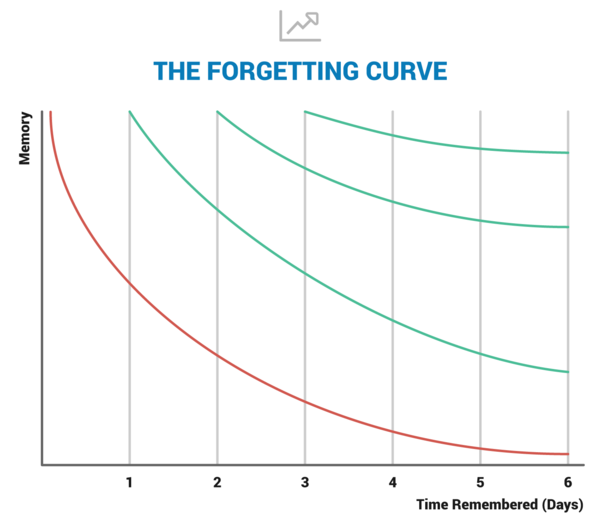 THE FORGETTING CURVE
Memory
1 2 3 4 5 6
Time Remembered (Days)